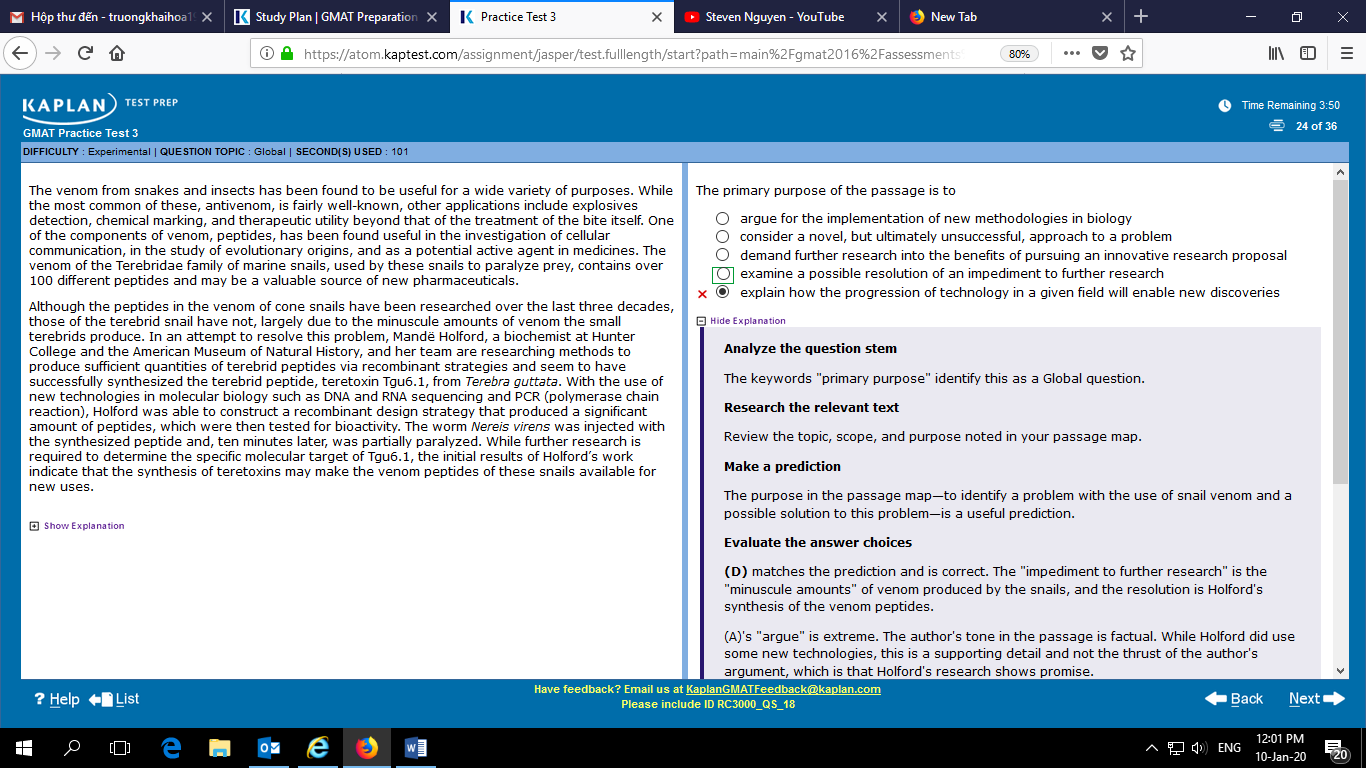 Hộp thư đến - truongkhaihoa1
Study Plan | GMAT Preparation
Practice Test 3
Steven Nguyen - YouTube
New Tab
https://atom.kaptest.com/assignment/jasper/test.fulllength/start?path=main%2Fgmat2016%2Fassessments
80%
KAPLAN TEST PREP
GMAT Practice Test 3
Time Remaining 3:50
24 of 36
DIFFICULTY : Experimental | QUESTION TOPIC : Global | SECOND(S) USED : 101
The venom from snakes and insects has been found to be useful for a wide variety of purposes. While
the most common of these, antivenom, is fairly well-known, other applications include explosives
detection, chemical marking, and therapeutic utility beyond that of the treatment of the bite itself. One
of the components of venom, peptides, has been found useful in the investigation of cellular
communication, in the study of evolutionary origins, and as a potential active agent in medicines. The
venom of the Terebridae family of marine snails, used by these snails to paralyze prey, contains over
100 different peptides and may be a valuable source of new pharmaceuticals.
Although the peptides in the venom of cone snails have been researched over the last three decades,
those of the terebrid snail have not, largely due to the minuscule amounts of venom the small
terebrids produce. In an attempt to resolve this problem, Mandë Holford, a biochemist at Hunter
College and the American Museum of Natural History, and her team are researching methods to
produce sufficient quantities of terebrid peptides via recombinant strategies and seem to have
successfully synthesized the terebrid peptide, teretoxin Tgu6.1, from Terebra guttata. With the use of
new technologies in molecular biology such as DNA and RNA sequencing and PCR (polymerase chain
reaction), Holford was able to construct a recombinant design strategy that produced a significant
amount of peptides, which were then tested for bioactivity. The worm Nereis virens was injected with
the synthesized peptide and, ten minutes later, was partially paralyzed. While further research is
required to determine the specific molecular target of Tgu6.1, the initial results of Holford's work
indicate that the synthesis of teretoxins may make the venom peptides of these snails available for
new uses.
Show Explanation
The primary purpose of the passage is to
argue for the implementation of new methodologies in biology
consider a novel, but ultimately unsuccessful, approach to a problem
demand further research into the benefits of pursuing an innovative research proposal
examine a possible resolution of an impediment to further research
explain how the progression of technology in a given field will enable new discoveries
Hide Explanation
Analyze the question stem
The keywords "primary purpose" identify this as a Global question.
Research the relevant text
Review the topic, scope, and purpose noted in your passage map.
Make a prediction
The purpose in the passage map—to identify a problem with the use of snail venom and a
possible solution to this problem—is a useful prediction.
Evaluate the answer choices
(D) matches the prediction and is correct. The "impediment to further research" is the
"minuscule amounts" of venom produced by the snails, and the resolution is Holford's
synthesis of the venom peptides.
(A)'s "argue" is extreme. The author's tone in the passage is factual. While Holford did use
some new technologies, this is a supporting detail and not the thrust of the author's
argument, which is that Holford's research shows promise.
? Help
List
Have feedback? Email us at KaplanGMATFeedback@kaplan.com
Please include ID RC3000_QS_18
Back
Next
ENG
12:01 PM
10-Jan-20
20